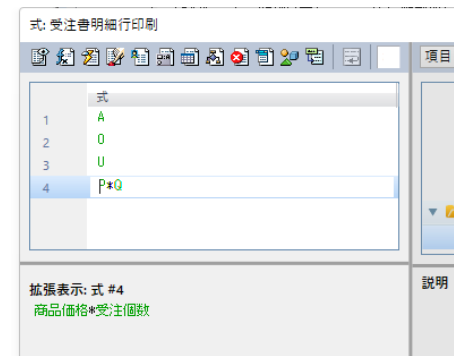 式: 受注書明細行印刷
項目
式
1 A
2 O
3 U
4 P*Q
拡張表示: 式 #4
商品価格*受注個数
説明